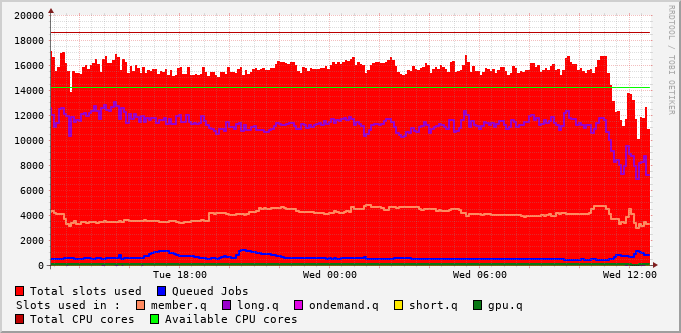 20000
18000
16000
14000
12000
10000
8000
6000
4000
2000
0
Tue 18:00 Wed 00:00 Wed 06:00 Wed 12:00
RRDTOOL / TOBI OETIKER
Total slots used Queued Jobs
Slots used in : member.q long.q ondemand.q short.q gpu.q
Total CPU cores Available CPU cores